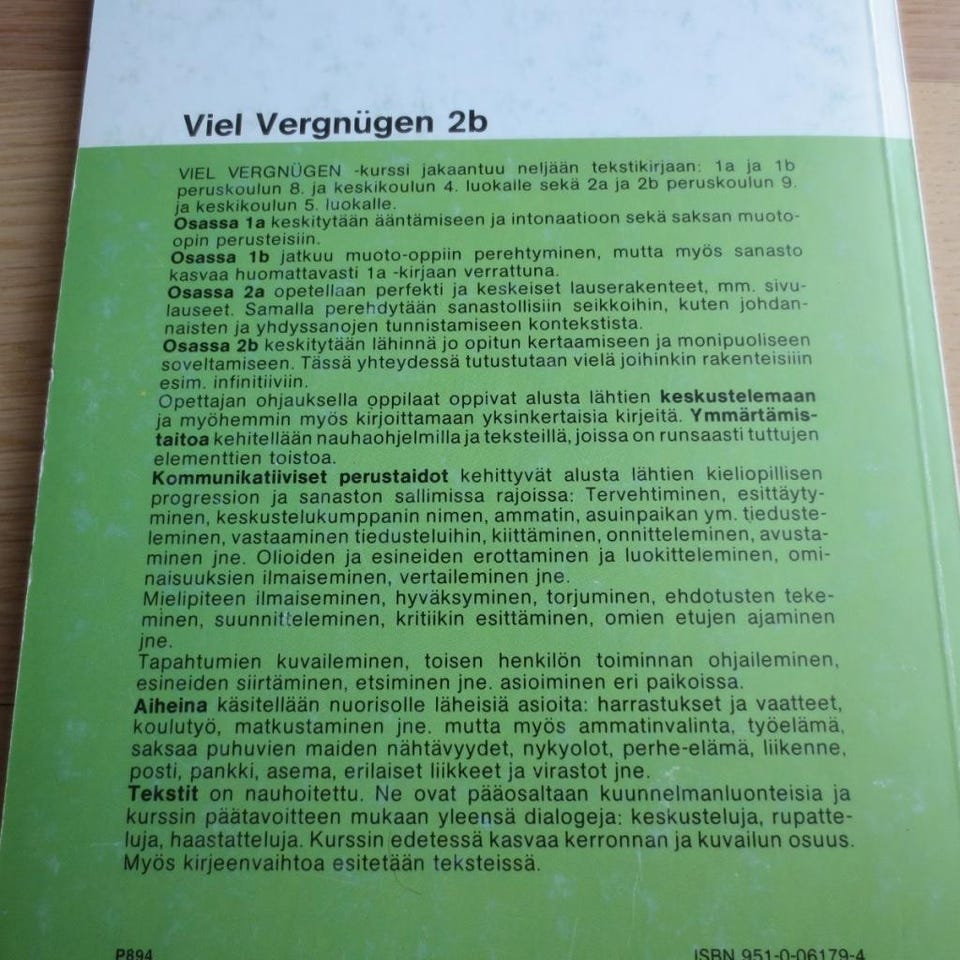 Viel Vergnügen 2b
VIEL VERGNÜGEN -kurssi jakaantuu neljään tekstikirjaan: 1a ja 1b
peruskoulun 8. ja keskikoulun 4. luokalle sekä 2a ja 2b peruskoulun 9.
ja keskikoulun 5. luokalle.
Osassa 1a keskitytään ääntämiseen ja intonaatioon sekä saksan muoto-
opin perusteisiin.
Osassa 1b jatkuu muoto-oppiin perehtyminen, mutta myös sanasto
kasvaa huomattavasti 1a -kirjaan verrattuna.
Osassa 2a opetellaan perfekti ja keskeiset lauserakenteet, mm. sivu-
lauseet. Samalla perehdytään sanastollisiin seikkoihin, kuten johdan-
naisten ja yhdyssanojen tunnistamiseen kontekstista.
Osassa 2b keskitytään lähinnä jo opitun kertaamiseen ja monipuoliseen
soveltamiseen. Tässä yhteydessä tutustutaan vielä joihinkin rakenteisiiin
esim. infinitiiviin.
Opettajan ohjauksella oppilaat oppivat alusta lähtien keskustelemaan
ja myöhemmin myös kirjoittamaan yksinkertaisia kirjeitä. Ymmärtämis-
taitoa kehitellään nauhaohjelmilla ja teksteillä, joissa on runsaasti tuttujen
elementtien toistoa.
Kommunikatiiviset perustaidot kehittyvät alusta lähtien kieliopillisen
progression ja sanaston sallimissa rajoissa: Tervehtiminen, esittäyty-
minen, keskustelukumppanin nimen, ammatin, asuinpaikan ym. tieduste-
leminen, vastaaminen tiedusteluihin, kiittäminen, onnitteleminen, avusta-
minen jne. Olioiden ja esineiden erottaminen ja luokitteleminen, omi-
naisuuksien ilmaiseminen, vertaileminen jne.
Mielipiteen ilmaiseminen, hyväksyminen, torjuminen, ehdotusten teke-
minen, suunnitteleminen, kritiikin esittäminen, omien etujen ajaminen
jne.
Tapahtumien kuvaileminen, toisen henkilön toiminnan ohjaileminen,
esineiden siirtäminen, etsiminen jne. asioiminen eri paikoissa.
Aiheina käsitellään nuorisolle läheisiä asioita: harrastukset ja vaatteet,
koulutyö, matkustaminen jne. mutta myös ammatinvalinta, työelämä,
saksaa puhuvien maiden nähtävyydet, nykyolot, perhe-elämä, liikenne,
posti, pankki, asema, erilaiset liikkeet ja virastot jne.
Tekstit on nauhoitettu. Ne ovat pääosaltaan kuunnelmanluonteisia ja
kurssin päätavoitteen mukaan yleensä dialogeja: keskusteluja, rupatte-
luja, haastatteluja. Kurssin edetessä kasvaa kerronnan ja kuvailun osuus.
Myös kirjeenvaihtoa esitetään teksteissä.
P894
ISBN 951-0-06179-4